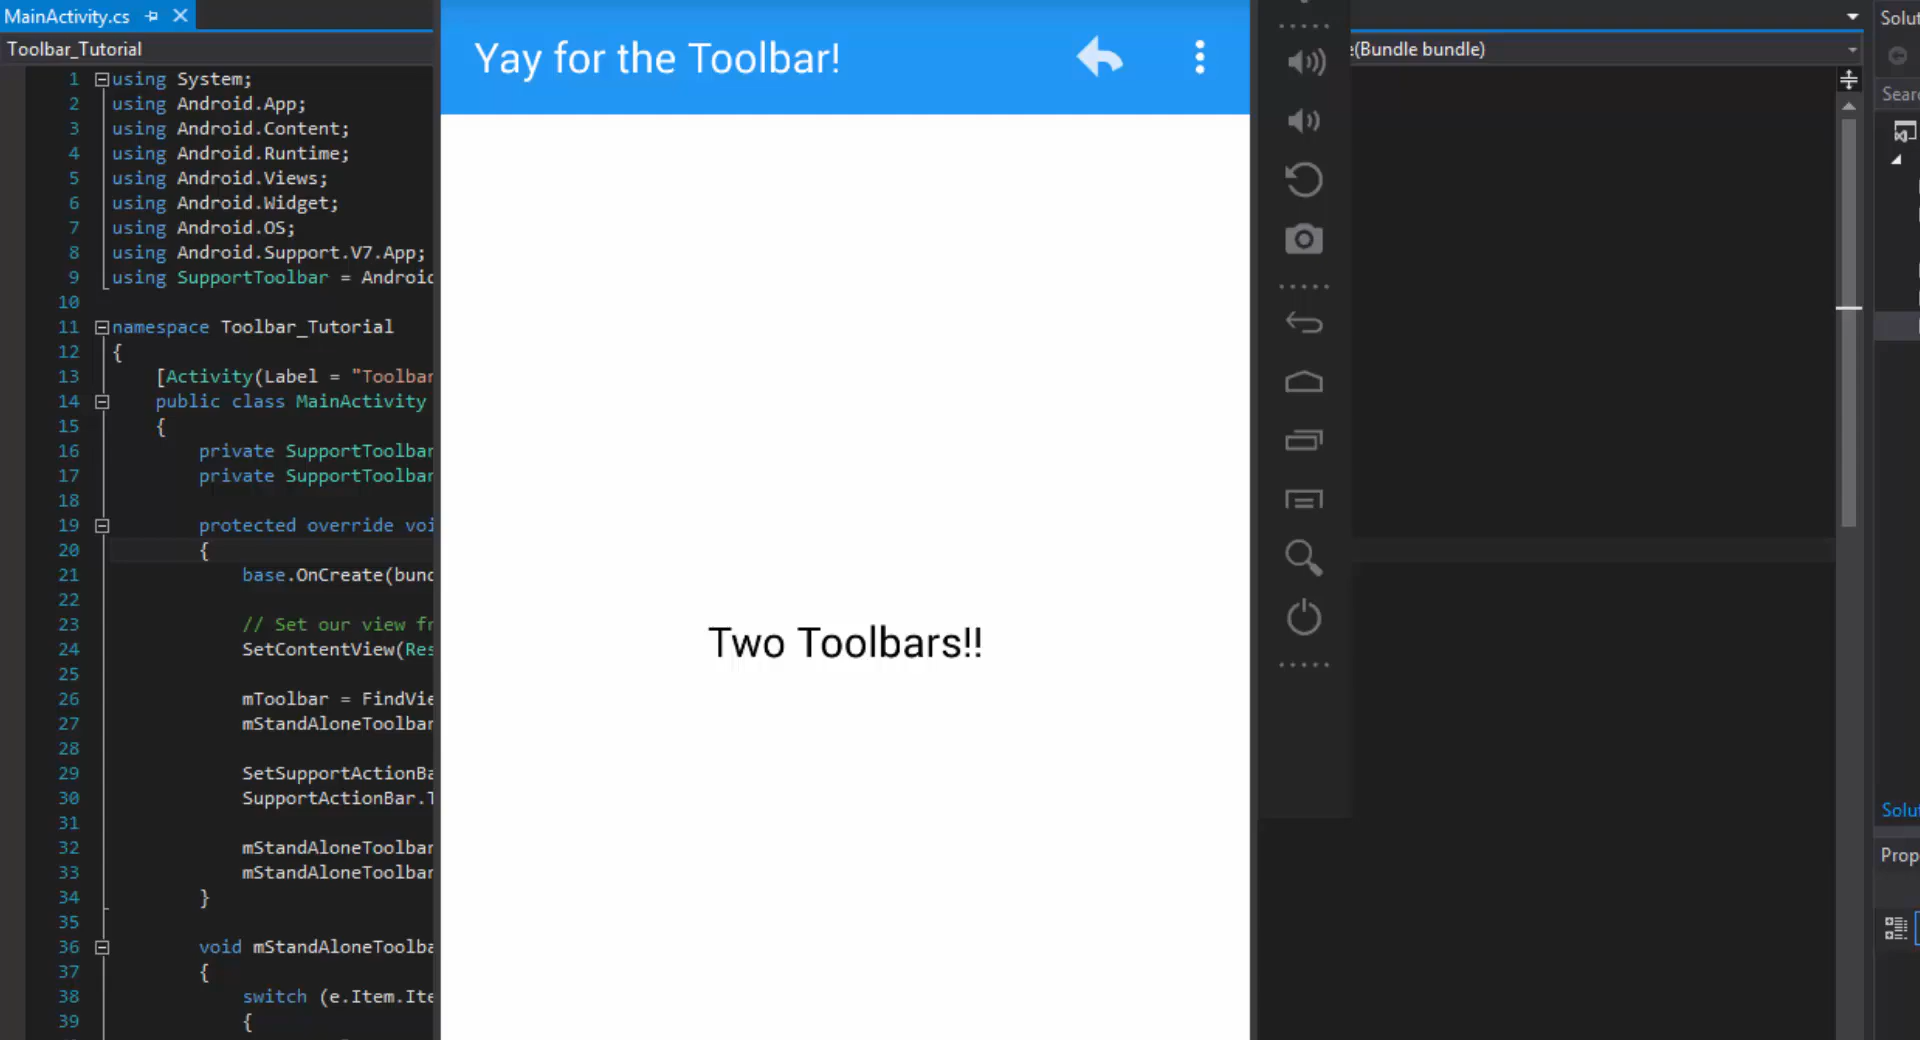 MainActivity.cs
Toolbar_Tutorial
1 using System;
2 using Android.App;
3 using Android.Content;
4 using Android.Runtime;
5 using Android.Views;
6 using Android.Widget;
7 using Android.OS;
8 using Android.Support.V7.App;
9 using SupportToolbar = Android
10
11 namespace Toolbar_Tutorial
12 {
13 [Activity(Label = "Toolbar
14 public class MainActivity
15 {
16 private SupportToolbar
17 private SupportToolbar
18
19 protected override voi
20 {
21 base.OnCreate(bund
22
23 // Set our view fr
24 SetContentView(Res
25
26 mToolbar = FindVie
27 mStandAloneToolbar
28
29 SetSupportActionBa
30 SupportActionBar.T
31
32 mStandAloneToolbar
33 mStandAloneToolbar
34 }
35
36 void mStandAloneToolba
37 {
38 switch (e.Item.Ite
39 {
Yay for the Toolbar!
Two Toolbars!!
e(Bundle bundle)
Solut
Sear
Solut
Prop